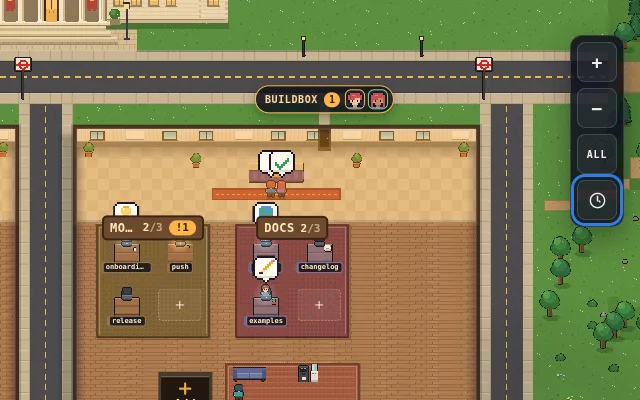 +
−
ALL
BUILDBOX 1
MO… 2/3 !1
DOCS 2/3
onboardi…
push
changelog
release
+
examples
+
+